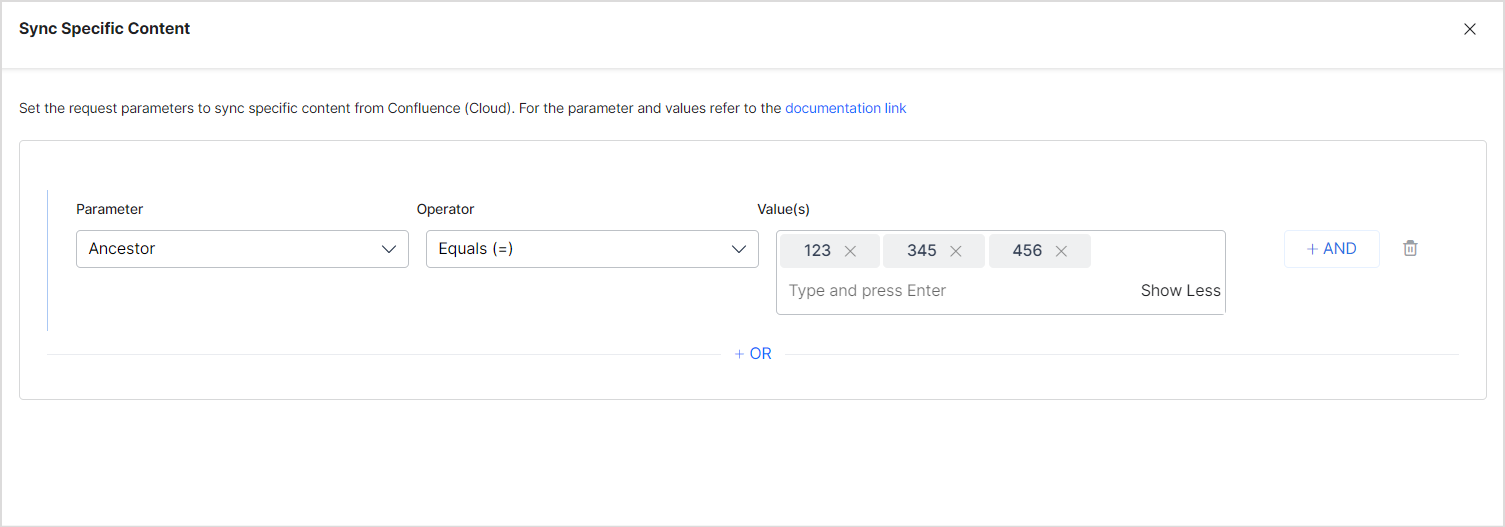 Sync Specific Content
Set the request parameters to sync specific content from Confluence (Cloud). For the parameter and values refer to the documentation link
Parameter Operator Value(s)
Ancestor Equals (=) 123 345 456 + AND
Type and press Enter Show Less
+ OR